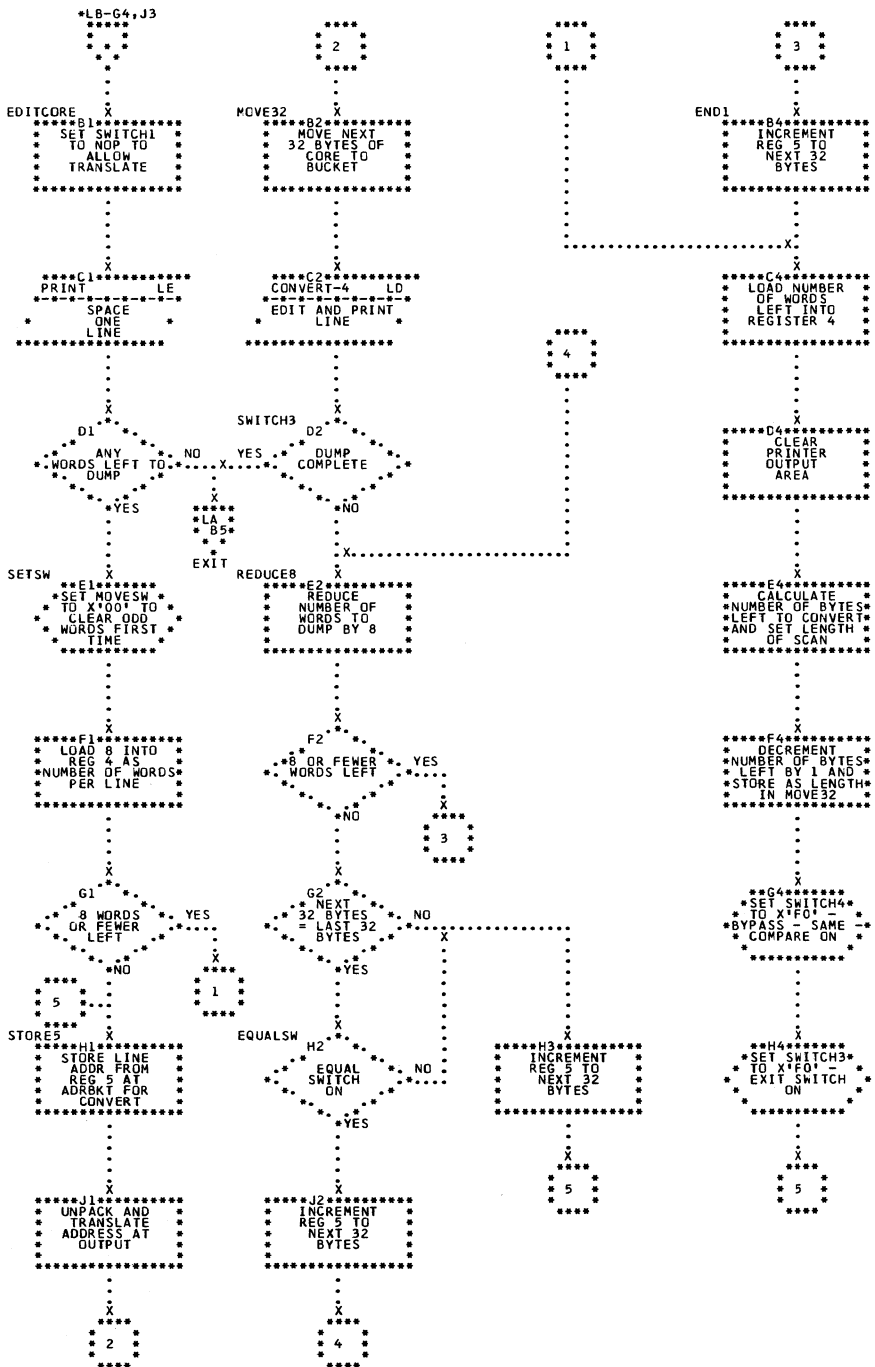 *LB-G4,J3
2
1
3
EDITCORE
B1
SET SWITCH1
TO NOP TO
ALLOW
TRANSLATE
MOVE32
B2
MOVE NEXT
32 BYTES OF
CORE TO
BUCKET
END1
B4
INCREMENT
REG 5 TO
NEXT 32
BYTES
C1
PRINT LE
SPACE
ONE
LINE
C2
CONVERT-4 LD
EDIT AND PRINT
LINE
C4
LOAD NUMBER
OF WORDS
LEFT INTO
REGISTER 4
4
D1
ANY
WORDS LEFT TO
DUMP
NO
YES
SWITCH3
D2
DUMP
COMPLETE
YES
NO
LA
B5
EXIT
D4
CLEAR
PRINTER
OUTPUT
AREA
SETSW
E1
SET MOVESW
TO X'00' TO
CLEAR ODD
WORDS FIRST
TIME
REDUCE8
E2
REDUCE
NUMBER OF
WORDS TO
DUMP BY 8
E4
CALCULATE
NUMBER OF BYTES
LEFT TO CONVERT
AND SET LENGTH
OF SCAN
F1
LOAD 8 INTO
REG 4 AS
NUMBER OF WORDS
PER LINE
F2
8 OR FEWER
WORDS LEFT
YES
NO
3
F4
DECREMENT
NUMBER OF BYTES
LEFT BY 1 AND
STORE AS LENGTH
IN MOVE32
G1
8 WORDS
OR FEWER
LEFT
YES
NO
1
G2
NEXT
32 BYTES
= LAST 32
BYTES
NO
YES
G4
SET SWITCH4
TO X'F0' -
BYPASS - SAME -
COMPARE ON
5
STORE5
H1
STORE LINE
ADDR FROM
REG 5 AT
ADRBKT FOR
CONVERT
EQUALSW
H2
EQUAL
SWITCH
ON
NO
YES
H3
INCREMENT
REG 5 TO
NEXT 32
BYTES
H4
SET SWITCH3
TO X'F0' -
EXIT SWITCH
ON
5
5
J1
UNPACK AND
TRANSLATE
ADDRESS AT
OUTPUT
J2
INCREMENT
REG 5 TO
NEXT 32
BYTES
2
4